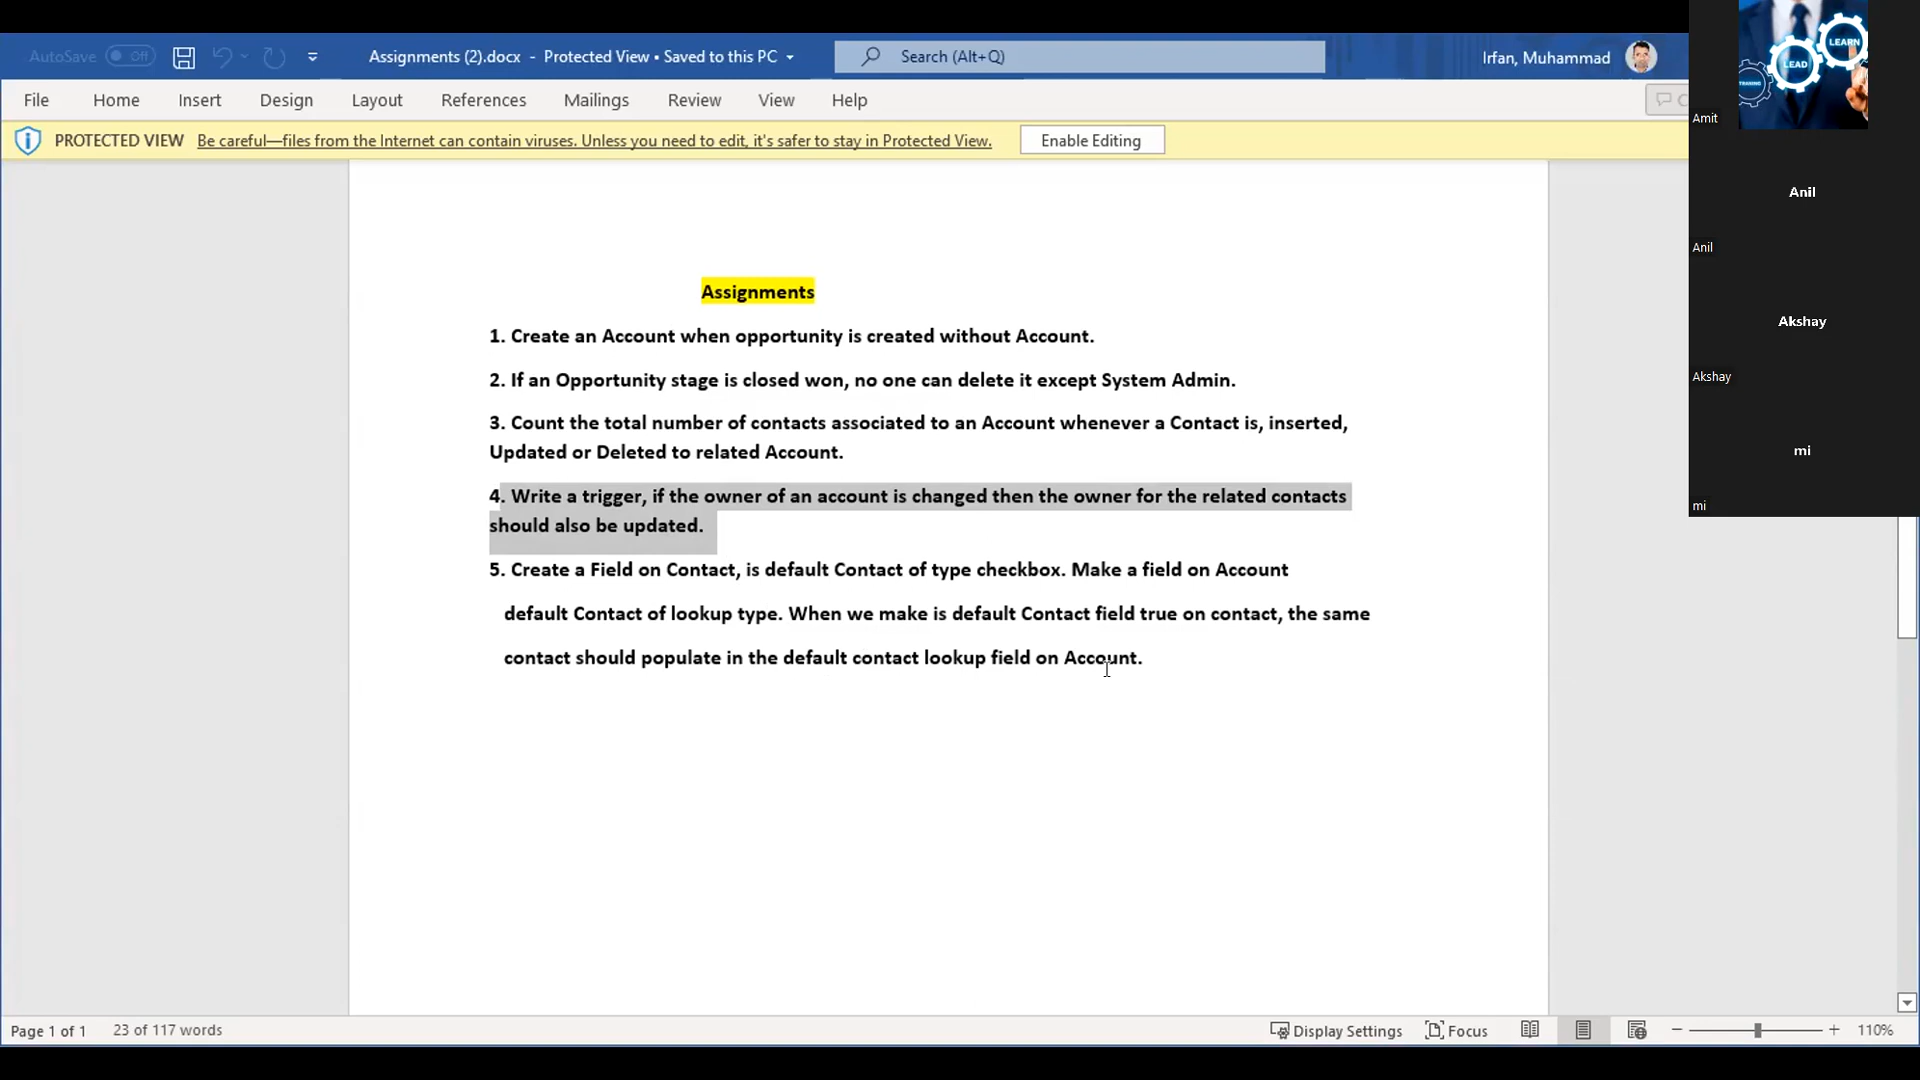 AutoSave Off Assignments (2).docx - Protected View • Saved to this PC Search (Alt+Q) Irfan, Muhammad
File Home Insert Design Layout References Mailings Review View Help
PROTECTED VIEW Be careful—files from the Internet can contain viruses. Unless you need to edit, it's safer to stay in Protected View. Enable Editing
Assignments
1. Create an Account when opportunity is created without Account.
2. If an Opportunity stage is closed won, no one can delete it except System Admin.
3. Count the total number of contacts associated to an Account whenever a Contact is, inserted,
Updated or Deleted to related Account.
4. Write a trigger, if the owner of an account is changed then the owner for the related contacts
should also be updated.
5. Create a Field on Contact, is default Contact of type checkbox. Make a field on Account
default Contact of lookup type. When we make is default Contact field true on contact, the same
contact should populate in the default contact lookup field on Account.
Page 1 of 1 23 of 117 words Display Settings Focus 110%
LEARN
LEAD
TRAINING
Amit
Anil
Anil
Akshay
Akshay
mi
mi